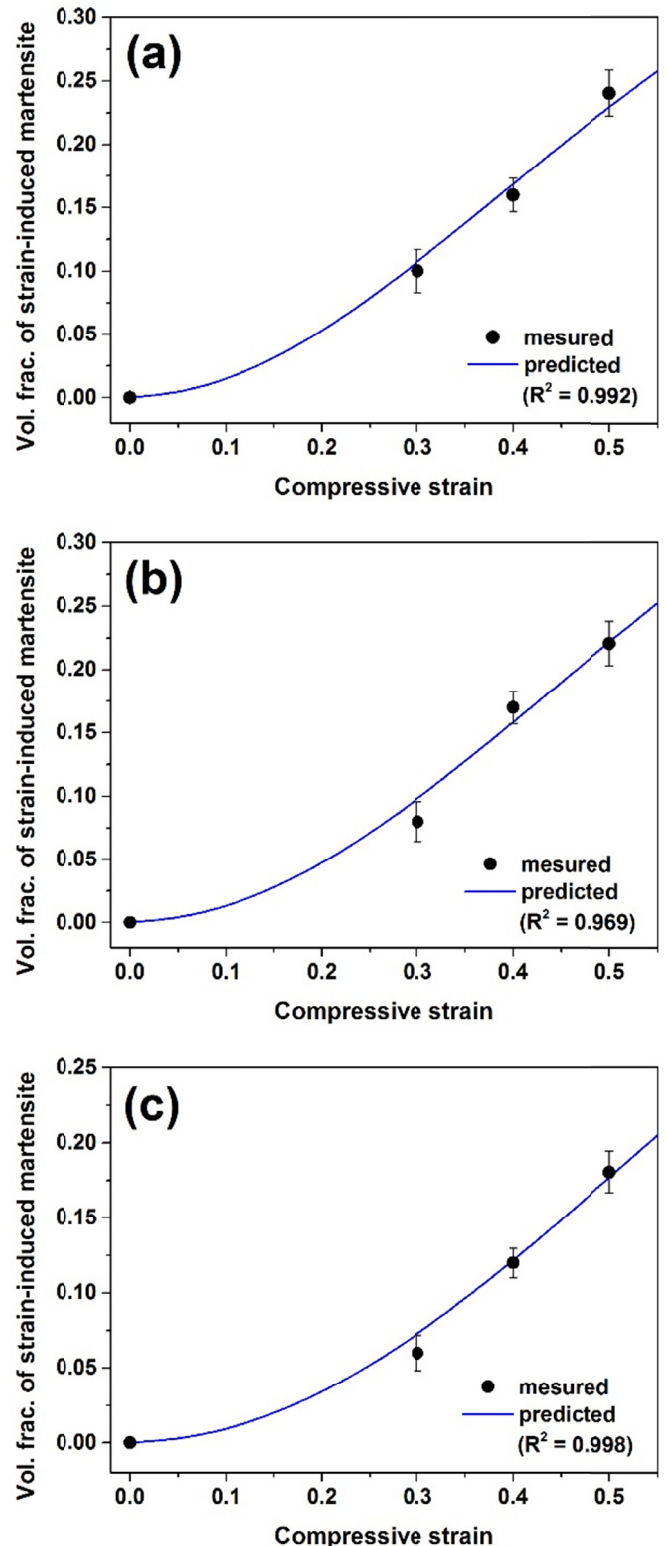 (a)
Vol. frac. of strain-induced martensite
0.30
0.25
0.20
0.15
0.10
0.05
0.00
mesured
predicted
(R² = 0.992)
0.0 0.1 0.2 0.3 0.4 0.5
Compressive strain
(b)
Vol. frac. of strain-induced martensite
0.30
0.25
0.20
0.15
0.10
0.05
0.00
mesured
predicted
(R² = 0.969)
0.0 0.1 0.2 0.3 0.4 0.5
Compressive strain
(c)
Vol. frac. of strain-induced martensite
0.25
0.20
0.15
0.10
0.05
0.00
mesured
predicted
(R² = 0.998)
0.0 0.1 0.2 0.3 0.4 0.5
Compressive strain